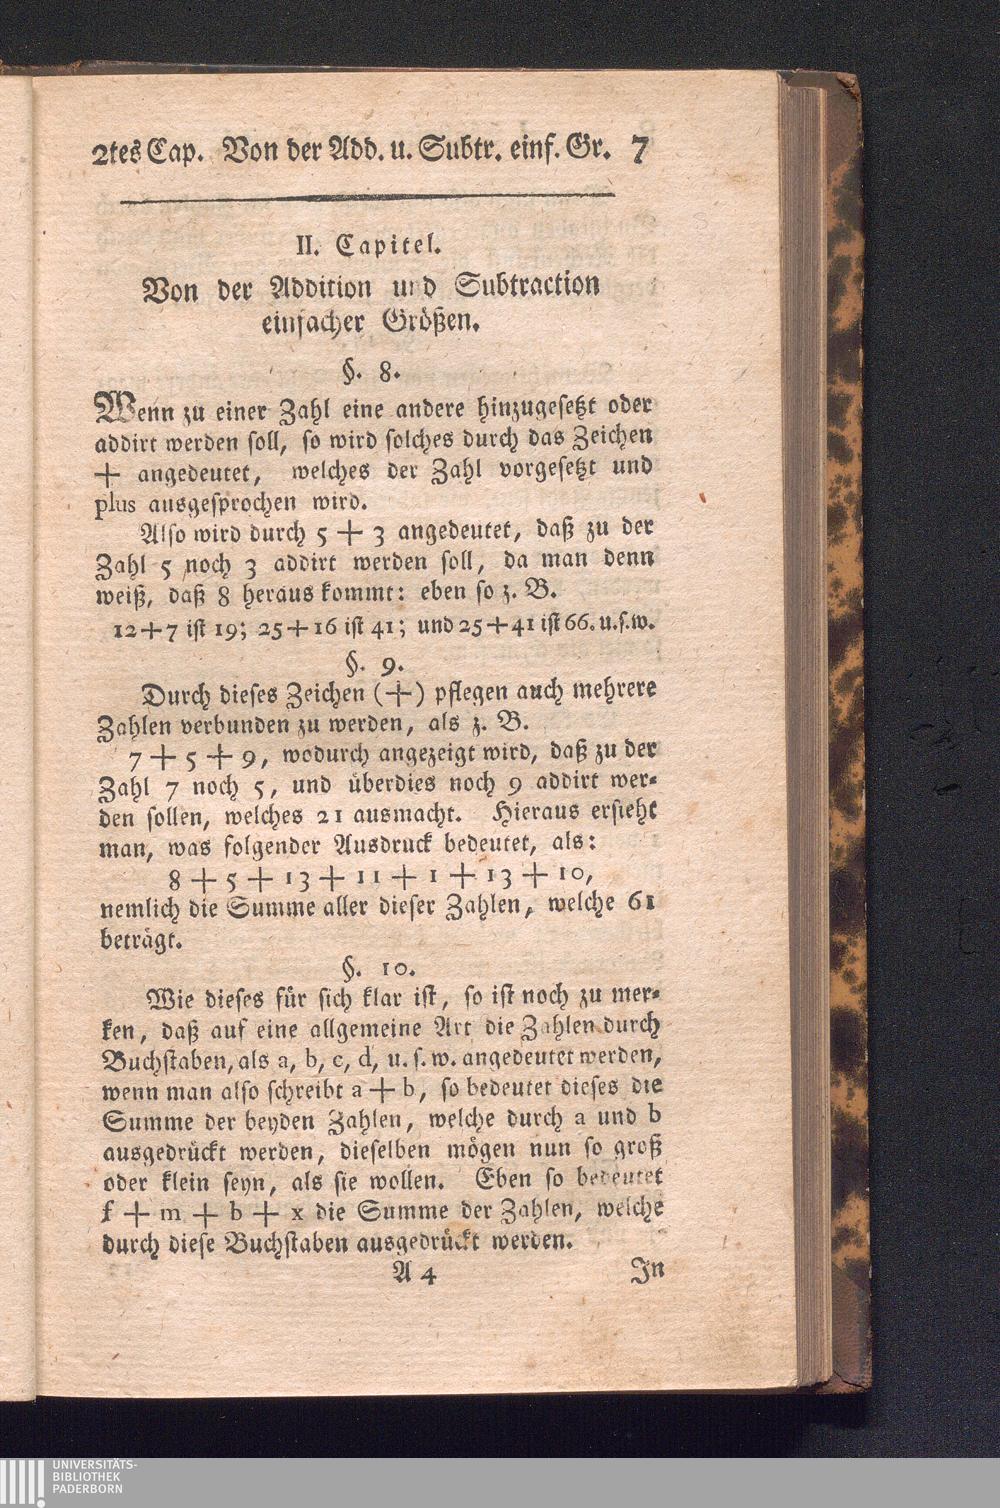 2tes Cap. Von der Add. u. Subtr. einf. Gr. 7
II. Capitel.
Von der Addition und Subtraction
einfacher Größen.
§. 8.
Wenn zu einer Zahl eine andere hinzugesetzt oder
addirt werden soll, so wird solches durch das Zeichen
+ angedeutet, welches der Zahl vorgesetzt und
plus ausgesprochen wird.
Also wird durch 5 + 3 angedeutet, daß zu der
Zahl 5 noch 3 addirt werden soll, da man denn
weiß, daß 8 heraus kommt: eben so z. B.
12+7 ist 19; 25+16 ist 41; und 25+41 ist 66. u.s.w.
§. 9.
Durch dieses Zeichen (+) pflegen auch mehrere
Zahlen verbunden zu werden, als z. B.
7 + 5 + 9, wodurch angezeigt wird, daß zu der
Zahl 7 noch 5, und überdies noch 9 addirt wer-
den sollen, welches 21 ausmacht. Hieraus ersieht
man, was folgender Ausdruck bedeutet, als:
8 + 5 + 13 + 11 + 1 + 13 + 10,
nemlich die Summe aller dieser Zahlen, welche 61
beträgt.
§. 10.
Wie dieses für sich klar ist, so ist noch zu mer-
ken, daß auf eine allgemeine Art die Zahlen durch
Buchstaben, als a, b, c, d, u. s. w. angedeutet werden,
wenn man also schreibt a + b, so bedeutet dieses die
Summe der beyden Zahlen, welche durch a und b
ausgedrückt werden, dieselben mögen nun so groß
oder klein seyn, als sie wollen. Eben so bedeutet
f + m + b + x die Summe der Zahlen, welche
durch diese Buchstaben ausgedrückt werden.
A 4 In
UNIVERSITÄTS-
BIBLIOTHEK
PADERBORN